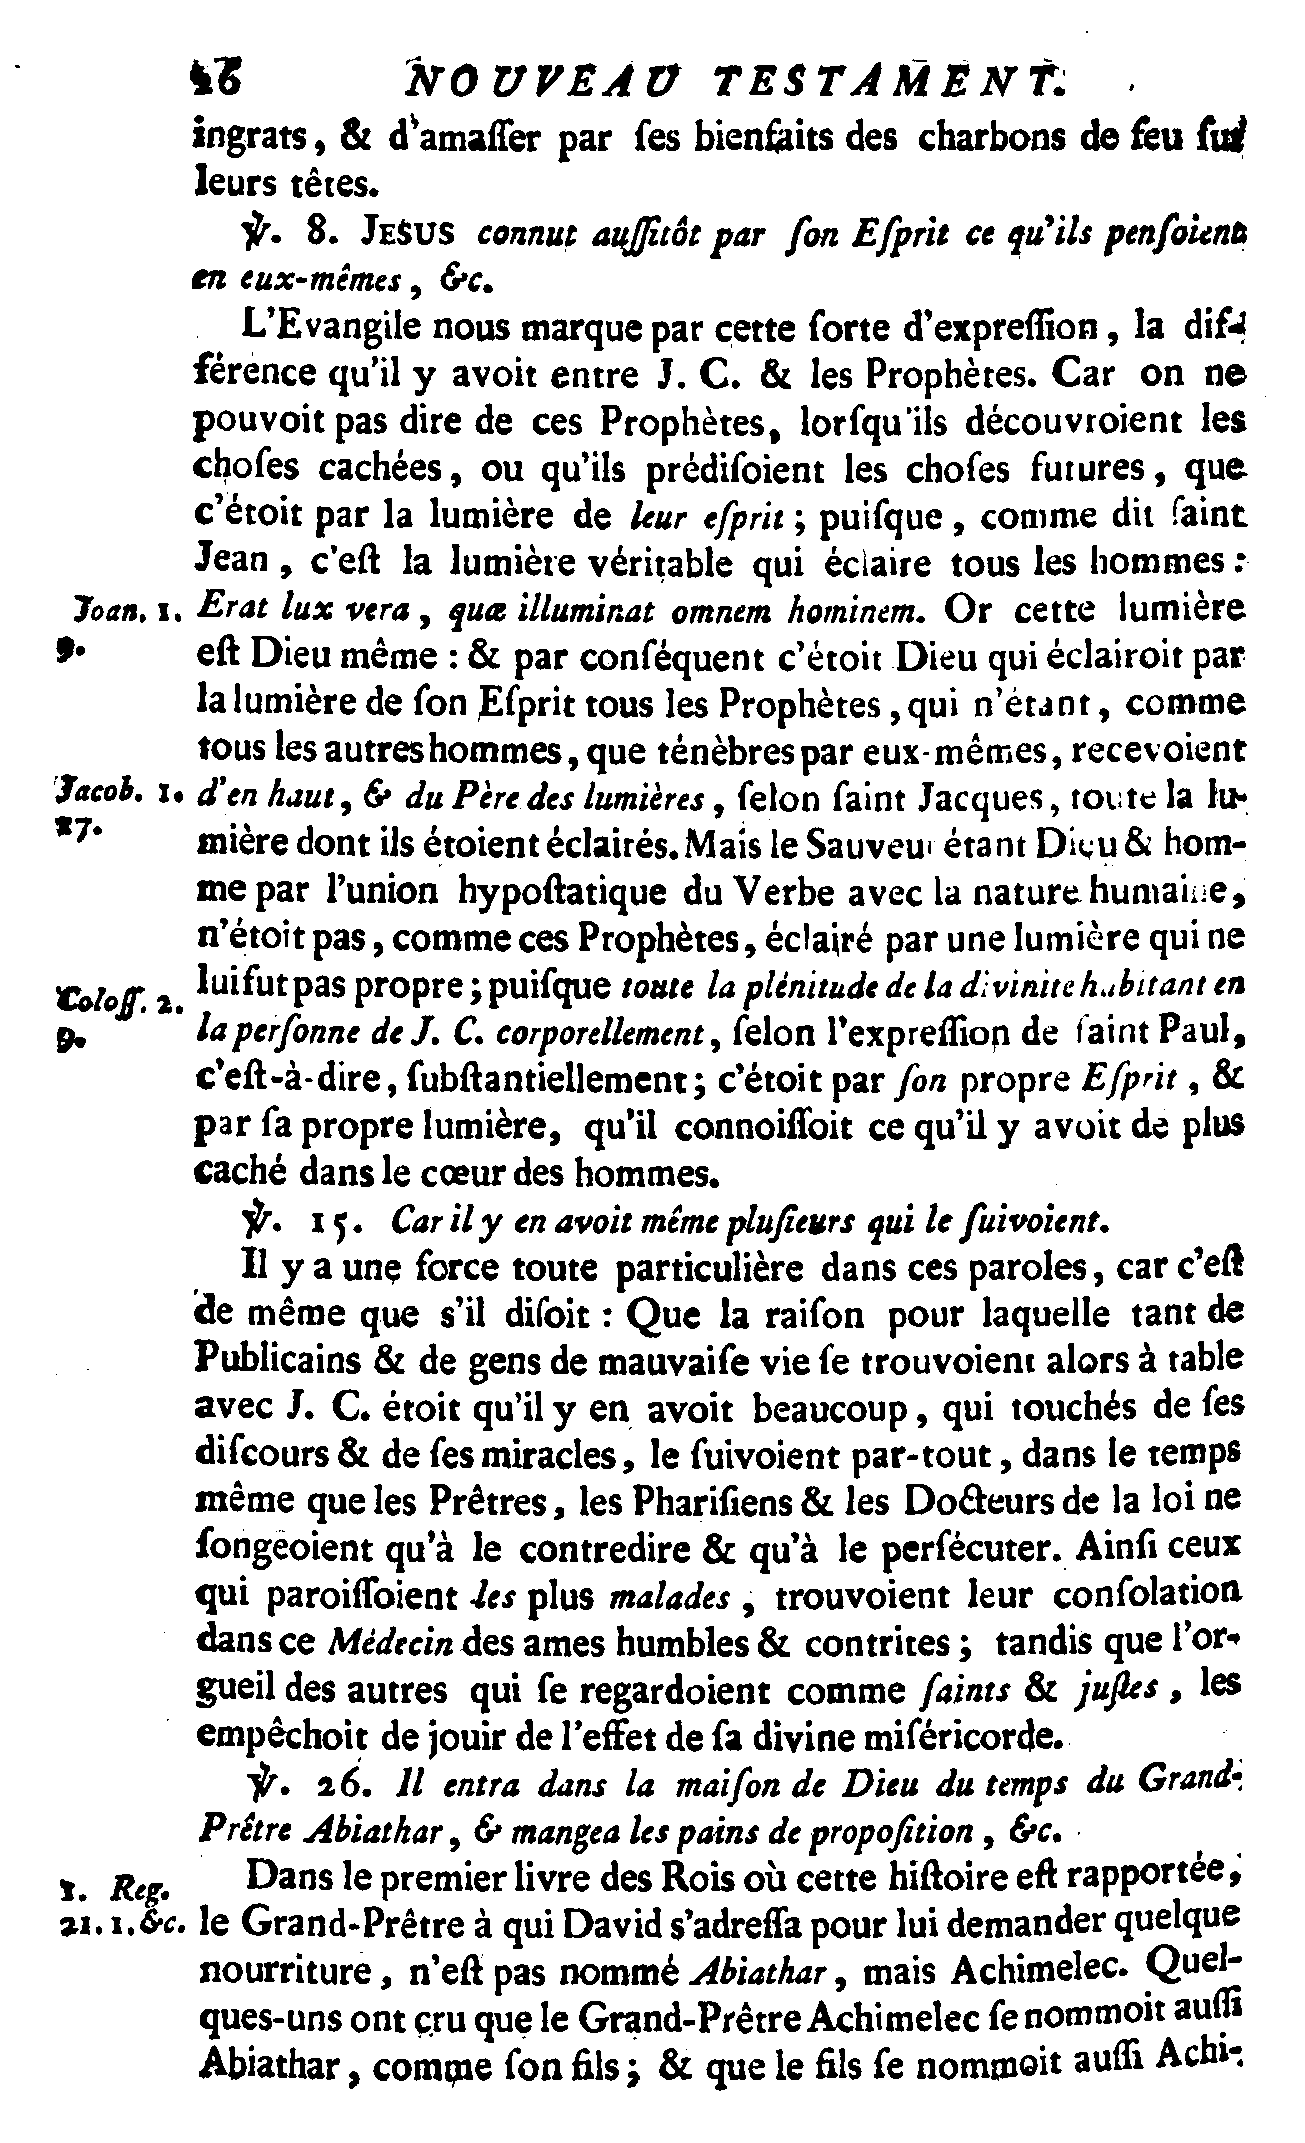 NOUVEAU TESTAMENT.
ingrats, & d'amaſſer par ſes bienfaits des charbons de feu ſur
leurs têtes.
℣. 8. JESUS connut auſſitôt par ſon Eſprit ce qu'ils penſoient
en eux-mêmes, &c.
L'Evangile nous marque par cette ſorte d'expreſſion, la dif-
férence qu'il y avoit entre J. C. & les Prophètes. Car on ne
pouvoit pas dire de ces Prophètes, lorſqu'ils découvroient les
choſes cachées, ou qu'ils prédiſoient les choſes futures, que
c'étoit par la lumière de leur eſprit; puiſque, comme dit ſaint
Jean, c'eſt la lumière véritable qui éclaire tous les hommes :
Joan. 1. Erat lux vera, quæ illuminat omnem hominem. Or cette lumière
9. eſt Dieu même : & par conſéquent c'étoit Dieu qui éclairoit par
la lumière de ſon Eſprit tous les Prophètes, qui n'étant, comme
tous les autres hommes, que ténèbres par eux-mêmes, recevoient
Jacob. 1. d'en haut, & du Père des lumières, ſelon ſaint Jacques, toute la lu-
17. mière dont ils étoient éclairés. Mais le Sauveur étant Dieu & hom-
me par l'union hypoſtatique du Verbe avec la nature humaine,
n'étoit pas, comme ces Prophètes, éclairé par une lumière qui ne
Coloſſ. 2. lui fut pas propre; puiſque toute la plénitude de la divinité habitant en
9. la perſonne de J. C. corporellement, ſelon l'expreſſion de ſaint Paul,
c'eſt-à-dire, ſubſtantiellement; c'étoit par ſon propre Eſprit, &
par ſa propre lumière, qu'il connoiſſoit ce qu'il y avoit de plus
caché dans le cœur des hommes.
℣. 15. Car il y en avoit même pluſieurs qui le ſuivoient.
Il y a une force toute particulière dans ces paroles, car c'eſt
de même que s'il diſoit : Que la raiſon pour laquelle tant de
Publicains & de gens de mauvaiſe vie ſe trouvoient alors à table
avec J. C. étoit qu'il y en avoit beaucoup, qui touchés de ſes
diſcours & de ſes miracles, le ſuivoient par-tout, dans le temps
même que les Prêtres, les Phariſiens & les Docteurs de la loi ne
ſongeoient qu'à le contredire & qu'à le perſécuter. Ainſi ceux
qui paroiſſoient les plus malades, trouvoient leur conſolation
dans ce Médecin des ames humbles & contrites; tandis que l'or-
gueil des autres qui ſe regardoient comme ſaints & juſtes, les
empêchoit de jouir de l'effet de ſa divine miſéricorde.
℣. 26. Il entra dans la maiſon de Dieu du temps du Grand-
Prêtre Abiathar, & mangea les pains de propoſition, &c.
1. Reg. Dans le premier livre des Rois où cette hiſtoire eſt rapportée,
21. 1. &c. le Grand-Prêtre à qui David s'adreſſa pour lui demander quelque
nourriture, n'eſt pas nommé Abiathar, mais Achimelec. Quel-
ques-uns ont cru que le Grand-Prêtre Achimelec ſe nommoit auſſi
Abiathar, comme ſon fils; & que le fils ſe nommoit auſſi Achi-